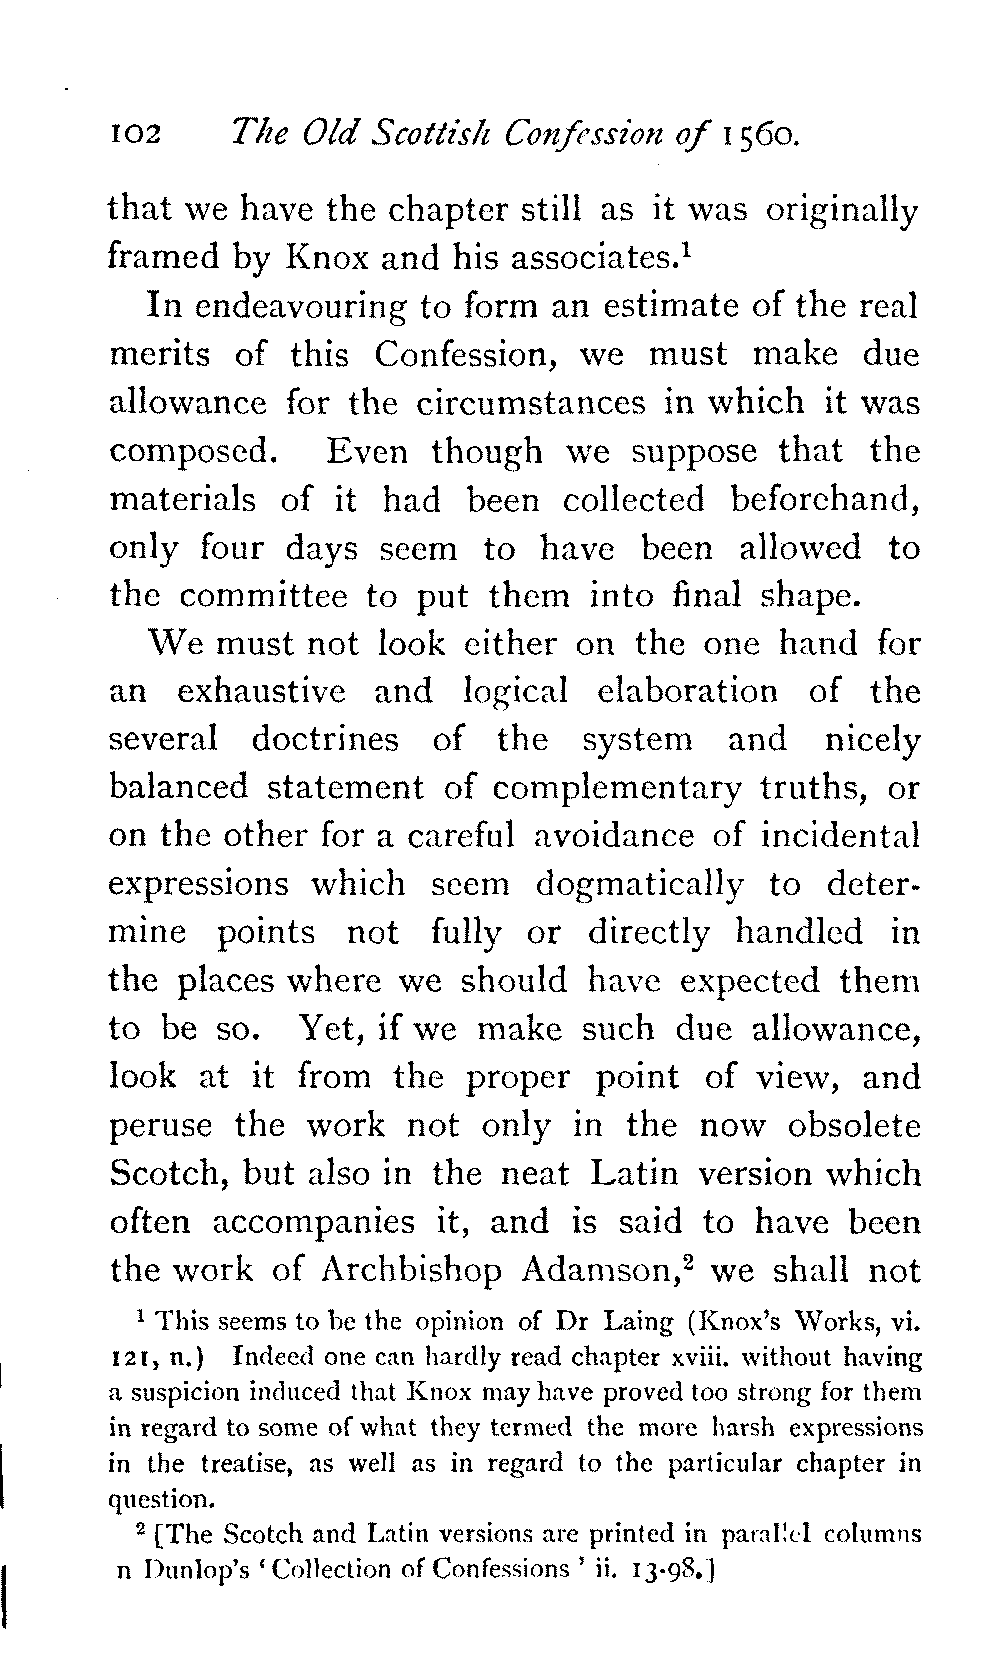 102 The Old Scottish Confession of 1560.
that we have the chapter still as it was originally
framed by Knox and his associates.¹
In endeavouring to form an estimate of the real
merits of this Confession, we must make due
allowance for the circumstances in which it was
composed. Even though we suppose that the
materials of it had been collected beforehand,
only four days seem to have been allowed to
the committee to put them into final shape.
We must not look either on the one hand for
an exhaustive and logical elaboration of the
several doctrines of the system and nicely
balanced statement of complementary truths, or
on the other for a careful avoidance of incidental
expressions which seem dogmatically to deter-
mine points not fully or directly handled in
the places where we should have expected them
to be so. Yet, if we make such due allowance,
look at it from the proper point of view, and
peruse the work not only in the now obsolete
Scotch, but also in the neat Latin version which
often accompanies it, and is said to have been
the work of Archbishop Adamson,² we shall not
¹ This seems to be the opinion of Dr Laing (Knox's Works, vi.
121, n.) Indeed one can hardly read chapter xviii. without having
a suspicion induced that Knox may have proved too strong for them
in regard to some of what they termed the more harsh expressions
in the treatise, as well as in regard to the particular chapter in
question.
² [The Scotch and Latin versions are printed in parallel columns
n Dunlop's ‘Collection of Confessions’ ii. 13-98.]